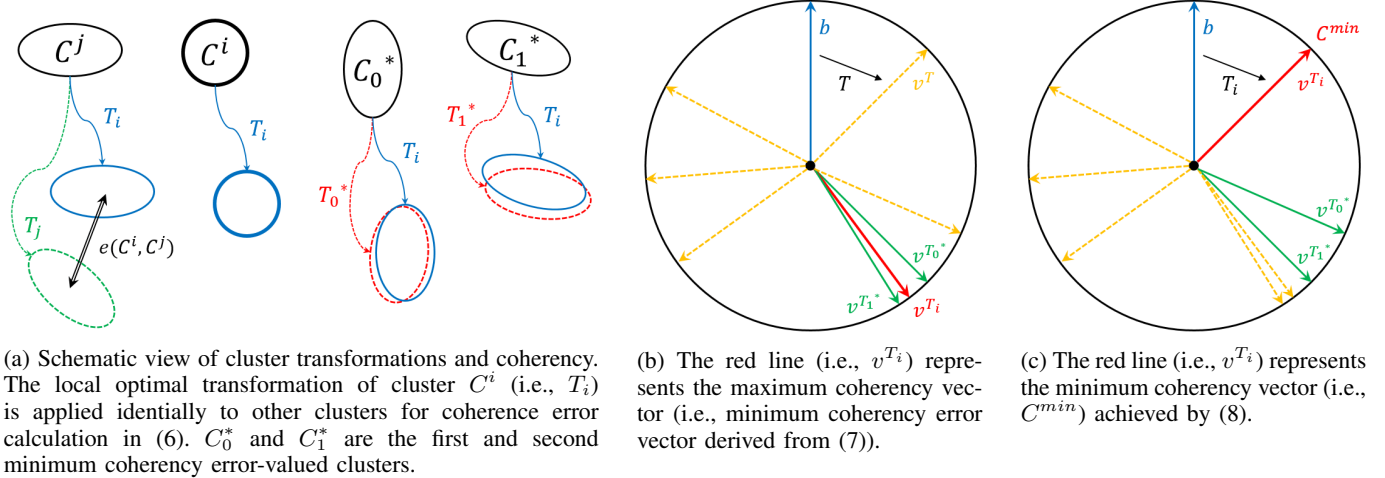 C^j
C^i
C_0^*
C_1^*
T_i
T_i
T_i
T_i
T_j
e(C^i, C^j)
T_0^*
T_1^*
b
T
v^T
v^{T_0^*}
v^{T_1^*}
v^{T_i}
b
T_i
C^{min}
v^{T_i}
v^{T_0^*}
v^{T_1^*}
(a) Schematic view of cluster transformations and coherency.
The local optimal transformation of cluster C^i (i.e., T_i)
is applied identially to other clusters for coherence error
calculation in (6). C_0^* and C_1^* are the first and second
minimum coherency error-valued clusters.
(b) The red line (i.e., v^{T_i}) repre-
sents the maximum coherency vec-
tor (i.e., minimum coherency error
vector derived from (7)).
(c) The red line (i.e., v^{T_i}) represents
the minimum coherency vector (i.e.,
C^{min}) achieved by (8).